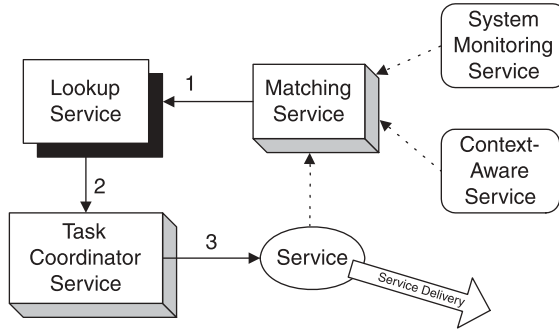 System
Monitoring
Service
Lookup
Service
1
Matching
Service
Context-
Aware
Service
2
Task
Coordinator
Service
3
Service
Service Delivery